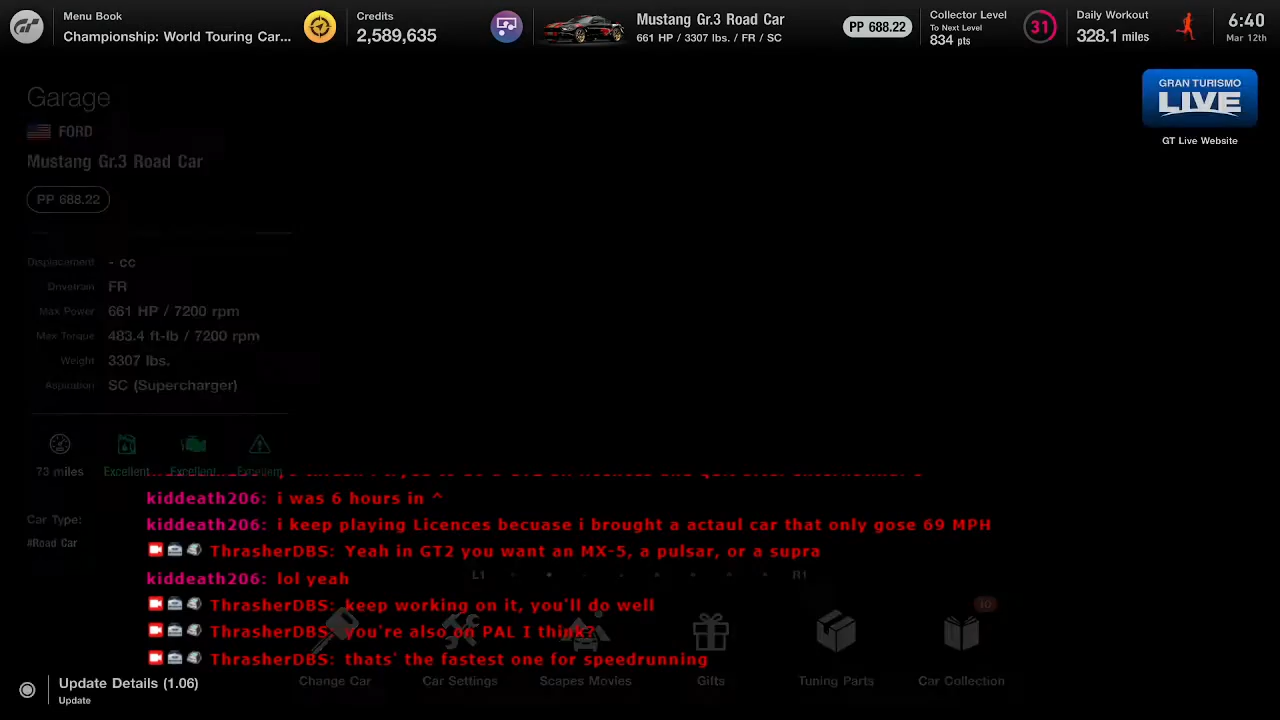 Menu Book
Championship: World Touring Car...
Credits
2,589,635
Mustang Gr.3 Road Car
661 HP / 3307 lbs. / FR / SC
PP 688.22
Collector Level
To Next Level
834 pts
31
Daily Workout
328.1 miles
6:40
Mar 12th
Garage
FORD
Mustang Gr.3 Road Car
PP 688.22
GRAN TURISMO
LIVE
GT Live Website
Displacement - cc
Drivetrain FR
Max Power 661 HP / 7200 rpm
Max Torque 483.4 ft-lb / 7200 rpm
Weight 3307 lbs.
Aspiration SC (Supercharger)
73 miles Excellent Excellent Excellent
kiddeath206: i was 6 hours in ^
kiddeath206: i keep playing Licences becuase i brought a actaul car that only gose 69 MPH
ThrasherDBS: Yeah in GT2 you want an MX-5, a pulsar, or a supra
kiddeath206: lol yeah
ThrasherDBS: keep working on it, you'll do well
ThrasherDBS: you're also on PAL I think?
ThrasherDBS: thats' the fastest one for speedrunning
Car Type:
#Road Car
L1 R1
10
Change Car Car Settings Scapes Movies Gifts Tuning Parts Car Collection
Update Details (1.06)
Update